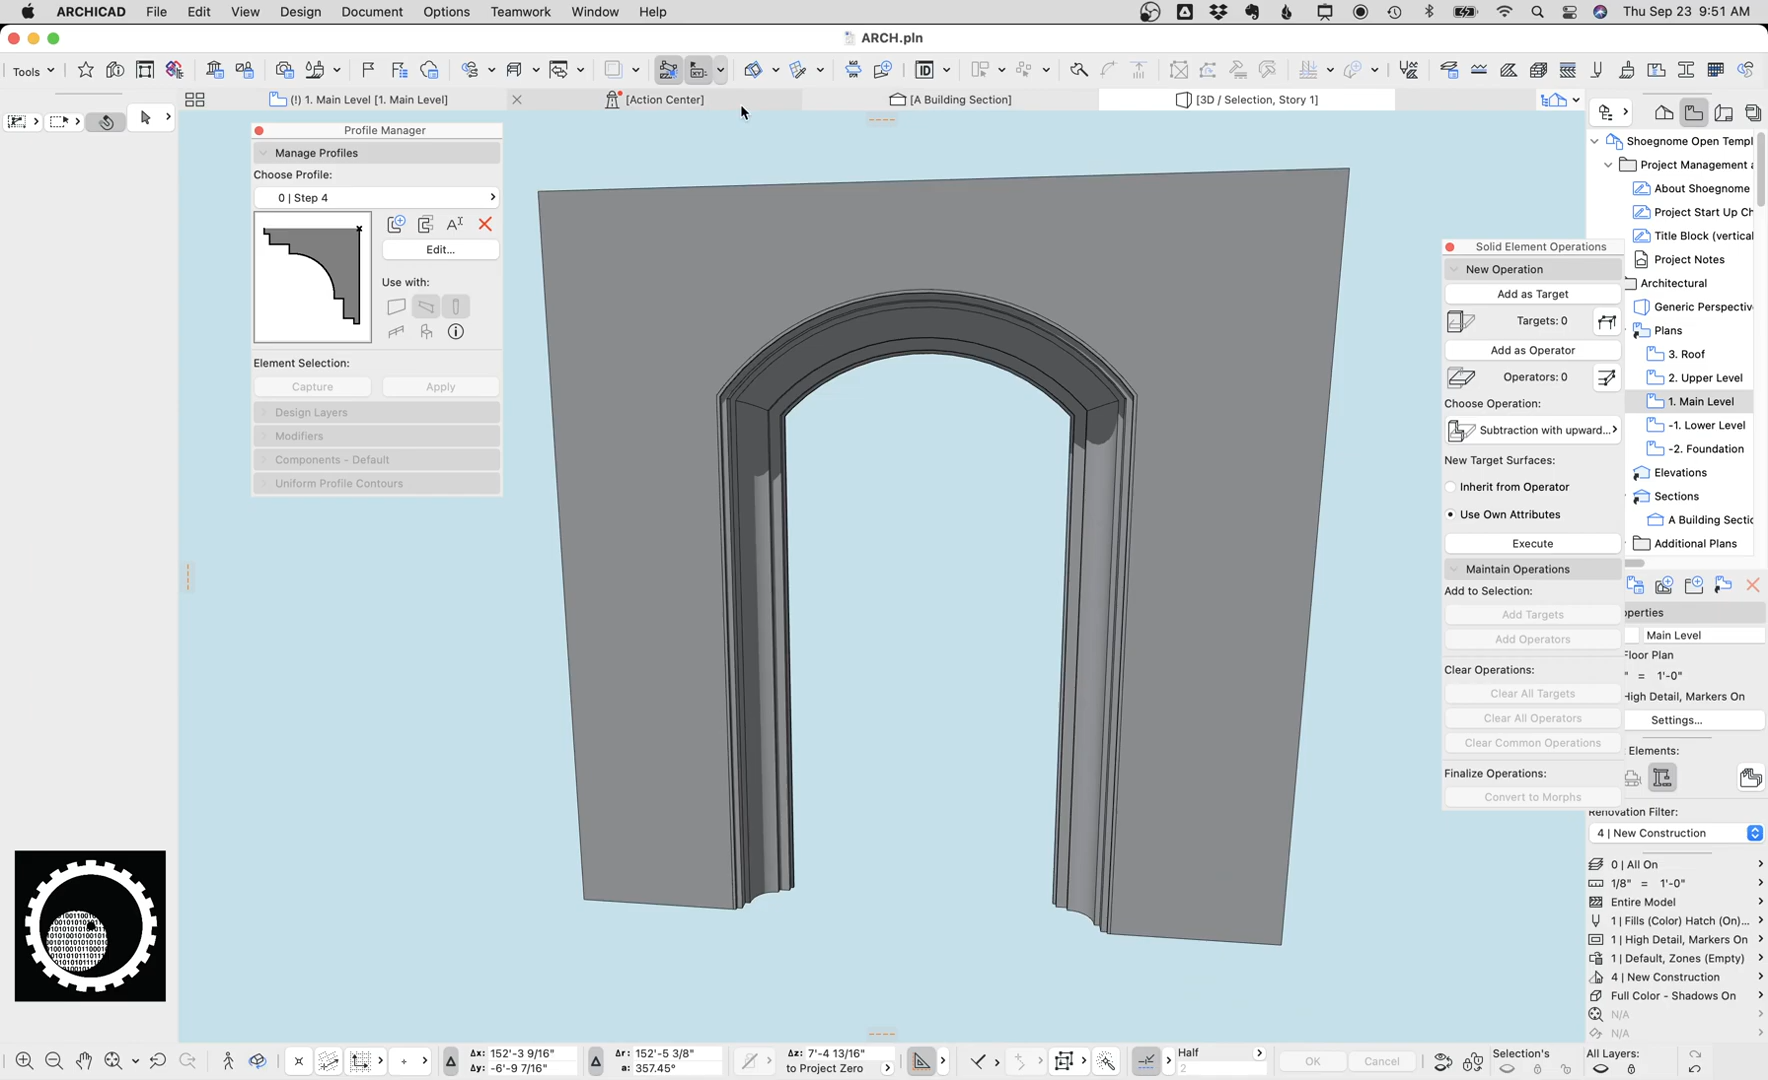 ARCHICAD File Edit View Design Document Options Teamwork Window Help Thu Sep 23 9:51 AM
ARCH.pln
Tools
(!) 1. Main Level [1. Main Level]
[Action Center]
[A Building Section]
[3D / Selection, Story 1]
Profile Manager
Manage Profiles
Choose Profile:
0 | Step 4
Edit...
Use with:
Element Selection:
Capture
Apply
Design Layers
Modifiers
Components - Default
Uniform Profile Contours
Solid Element Operations
New Operation
Add as Target
Targets: 0
Add as Operator
Operators: 0
Choose Operation:
Subtraction with upward...
New Target Surfaces:
Inherit from Operator
Use Own Attributes
Execute
Maintain Operations
Add to Selection:
Add Targets
Add Operators
Clear Operations:
Clear All Targets
Clear All Operators
Clear Common Operations
Finalize Operations:
Convert to Morphs
Shoegnome Open Templ
Project Management a
About Shoegnome
Project Start Up Ch
Title Block (vertical
Project Notes
Architectural
Generic Perspectiv
Plans
3. Roof
2. Upper Level
1. Main Level
-1. Lower Level
-2. Foundation
Elevations
Sections
A Building Sectio
Additional Plans
operties
Main Level
Floor Plan
" = 1'-0"
High Detail, Markers On
Settings...
Elements:
Renovation Filter:
4 | New Construction
0 | All On
1/8" = 1'-0"
Entire Model
1 | Fills (Color) Hatch (On)...
1 | High Detail, Markers On
1 | Default, Zones (Empty)
4 | New Construction
Full Color - Shadows On
N/A
N/A
Δx: 152'-3 9/16"
Δy: -6'-9 7/16"
Δr: 152'-5 3/8"
a: 357.45°
Δz: 7'-4 13/16"
to Project Zero
Half
2
OK
Cancel
Selection's
All Layers: